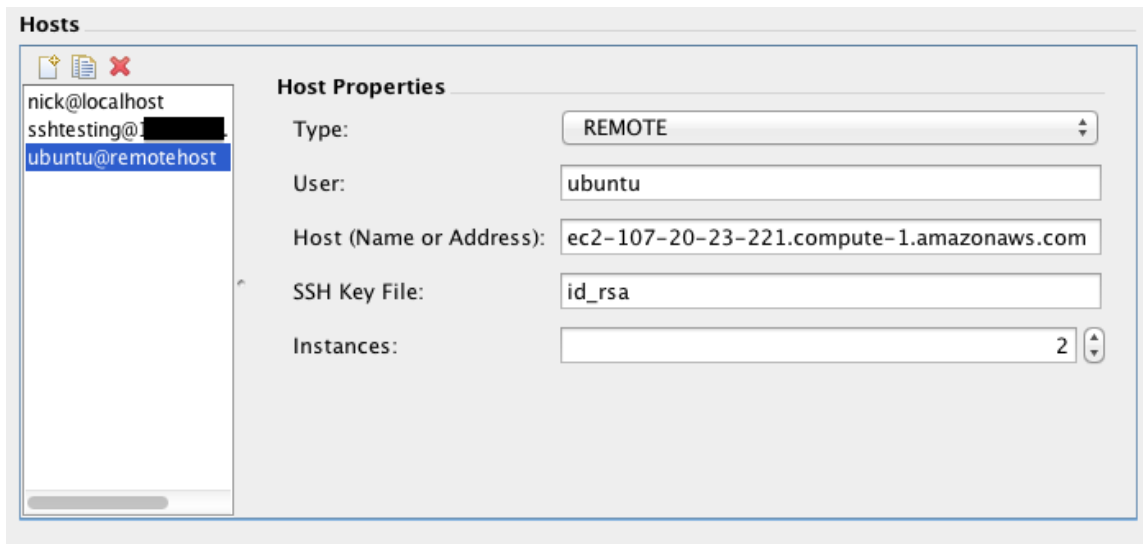 Hosts
nick@localhost
sshtesting@
ubuntu@remotehost
Host Properties
Type:
REMOTE
User:
ubuntu
Host (Name or Address):
ec2-107-20-23-221.compute-1.amazonaws.com
SSH Key File:
id_rsa
Instances:
2